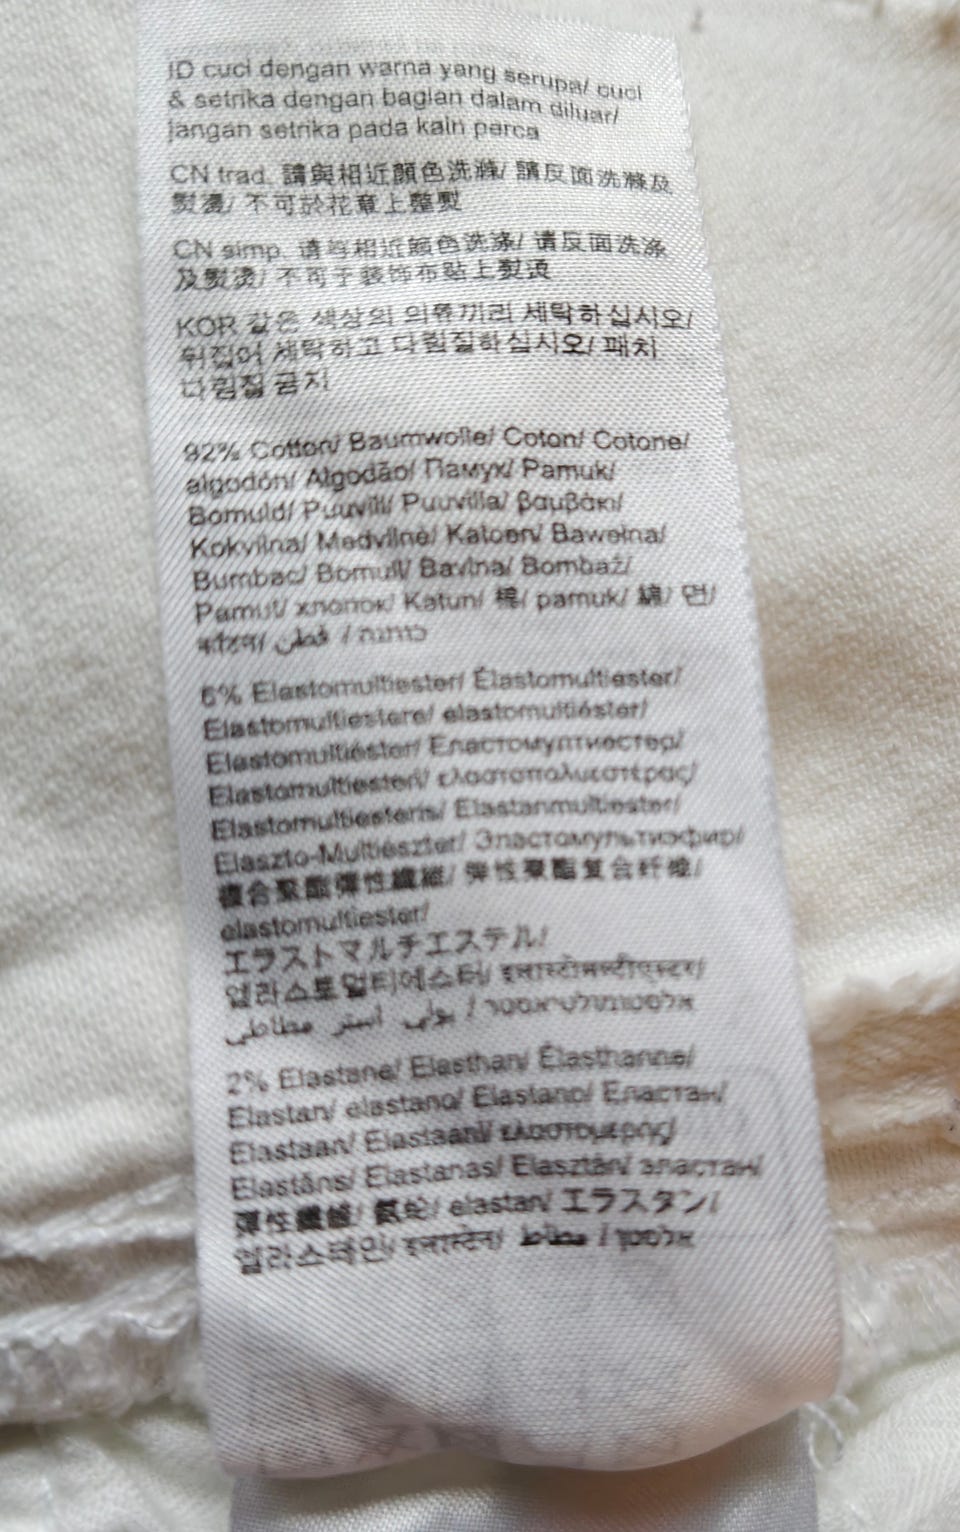 ID cuci dengan warna yang serupa/ cuci
& setrika dengan bagian dalam diluar/
jangan setrika pada kain perca
CN trad. 請與相近顏色洗滌/ 請反面洗滌及
熨燙/ 不可於花章上整熨
CN simp. 请与相近颜色洗涤/ 请反面洗涤
及熨烫/ 不可于装饰布贴上熨烫
KOR 같은 색상의 의류끼리 세탁하십시오/
뒤집어 세탁하고 다림질하십시오/ 패치
다림질 금지
92% Cotton/ Baumwolle/ Coton/ Cotone/
algodón/ Algodão/ Памук/ Pamuk/
Bomuld/ Puuvill/ Puuvilla/ βαμβάκι/
Kokvilna/ Medvilnė/ Katoen/ Bawełna/
Bumbac/ Bomull/ Bavlna/ Bombaž/
Pamut/ хлопок/ Katun/ 棉/ pamuk/ 綿/ 면/
कॉटन/ قطن / כותנה
6% Elastomultiester/ Élastomultiester/
Elastomultiestere/ elastomultiéster/
Elastomultiéster/ Еластомултиестер/
Elastomultiesteri/ ελαστοπολυεστέρας/
Elastomultiesteris/ Elastanmultiester/
Elaszto-Multiészter/ Эластомультиэфир/
複合聚酯彈性纖維/ 弹性聚酯复合纤维/
elastomultiester/
エラストマルチエステル/
엘라스토멀티에스터/ इलास्टोमल्टीएस्टर/
بولي استر مطاطي / אלסטומולטיאסטר
2% Elastane/ Elasthan/ Élasthanne/
Elastan/ elastano/ Elastano/ Еластан/
Elastaan/ Elastaani/ ελαστομερής/
Elastāns/ Elastanas/ Elasztán/ эластан/
彈性纖維/ 氨纶/ elastan/ エラスタン/
엘라스테인/ इलास्टेन/ مطاط / אלסטן